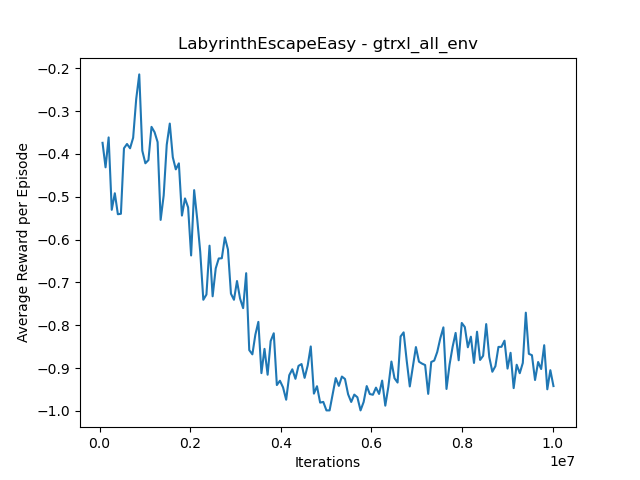 LabyrinthEscapeEasy - gtrxl_all_env
−0.2
−0.3
−0.4
−0.5
−0.6
−0.7
−0.8
−0.9
−1.0
Average Reward per Episode
0.0 0.2 0.4 0.6 0.8 1.0
1e7
Iterations